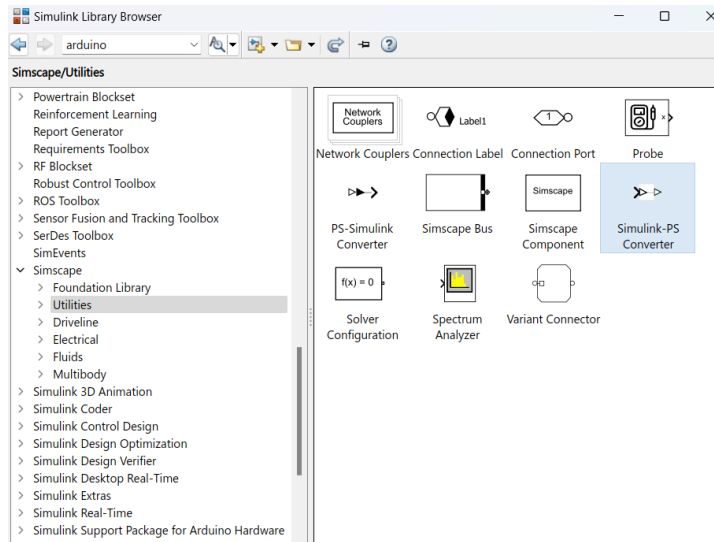 Simulink Library Browser
arduino
Simscape/Utilities
Powertrain Blockset
Reinforcement Learning
Report Generator
Requirements Toolbox
RF Blockset
Robust Control Toolbox
ROS Toolbox
Sensor Fusion and Tracking Toolbox
SerDes Toolbox
SimEvents
Simscape
Foundation Library
Utilities
Driveline
Electrical
Fluids
Multibody
Simulink 3D Animation
Simulink Coder
Simulink Control Design
Simulink Design Optimization
Simulink Design Verifier
Simulink Desktop Real-Time
Simulink Extras
Simulink Real-Time
Simulink Support Package for Arduino Hardware
Network
Couplers
Network Couplers
Label1
Connection Label
1
Connection Port
x
Probe
PS-Simulink
Converter
Simscape Bus
Simscape
Simscape
Component
Simulink-PS
Converter
f(x) = 0
Solver
Configuration
Spectrum
Analyzer
Variant Connector